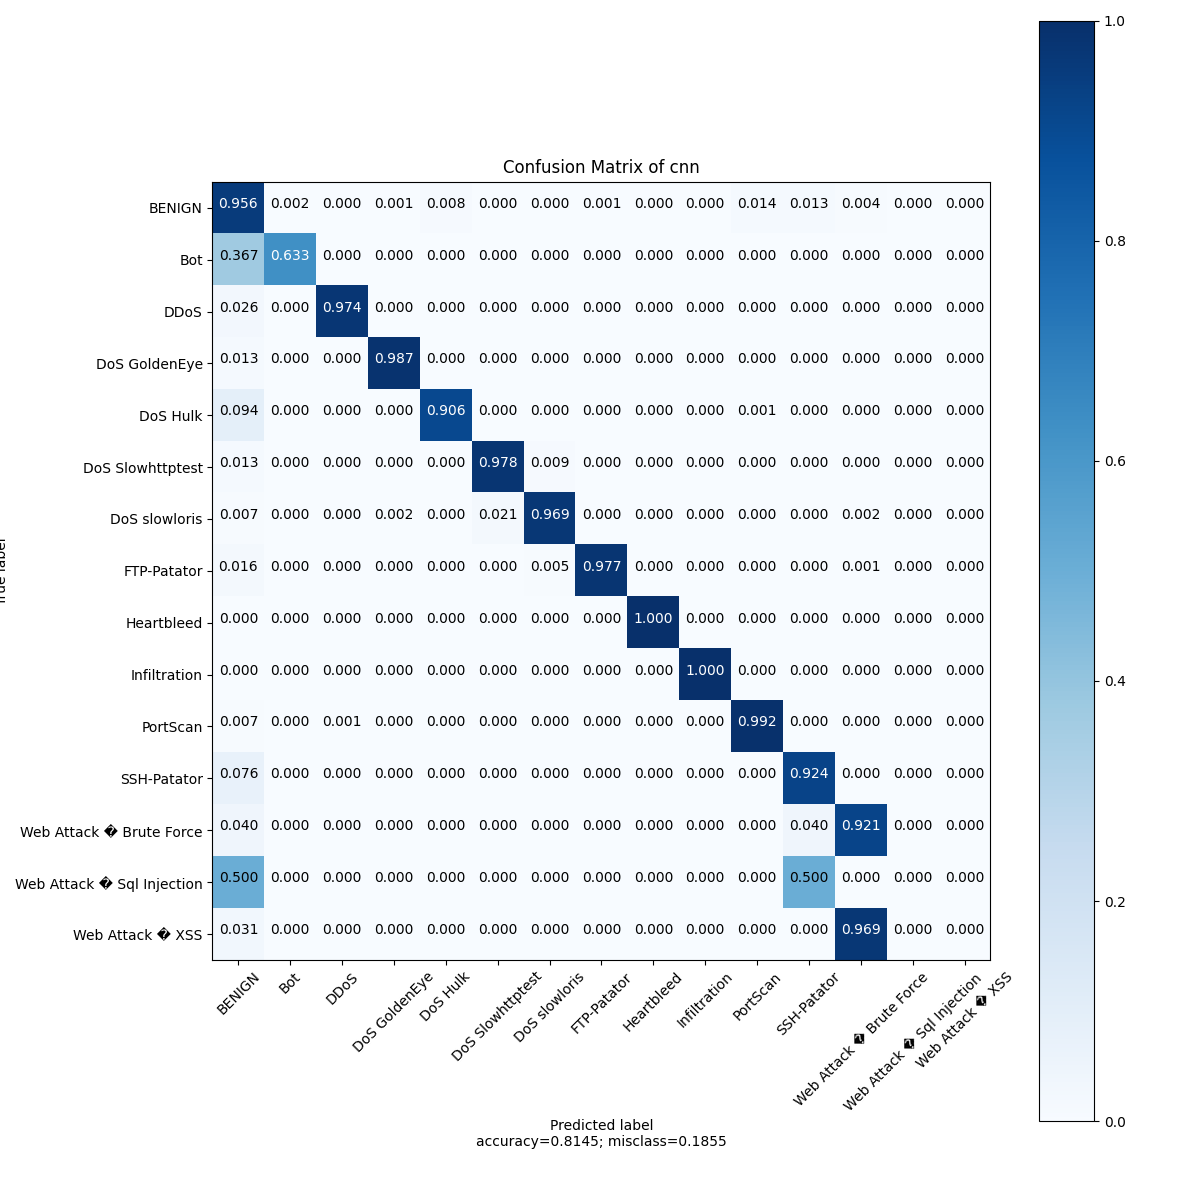 Confusion Matrix of cnn
1.0
0.8
0.6
0.4
0.2
0.0
BENIGN 0.956 0.002 0.000 0.001 0.008 0.000 0.000 0.001 0.000 0.000 0.014 0.013 0.004 0.000 0.000
Bot 0.367 0.633 0.000 0.000 0.000 0.000 0.000 0.000 0.000 0.000 0.000 0.000 0.000 0.000 0.000
DDoS 0.026 0.000 0.974 0.000 0.000 0.000 0.000 0.000 0.000 0.000 0.000 0.000 0.000 0.000 0.000
DoS GoldenEye 0.013 0.000 0.000 0.987 0.000 0.000 0.000 0.000 0.000 0.000 0.000 0.000 0.000 0.000 0.000
DoS Hulk 0.094 0.000 0.000 0.000 0.906 0.000 0.000 0.000 0.000 0.000 0.001 0.000 0.000 0.000 0.000
DoS Slowhttptest 0.013 0.000 0.000 0.000 0.000 0.978 0.009 0.000 0.000 0.000 0.000 0.000 0.000 0.000 0.000
DoS slowloris 0.007 0.000 0.000 0.002 0.000 0.021 0.969 0.000 0.000 0.000 0.000 0.000 0.002 0.000 0.000
FTP-Patator 0.016 0.000 0.000 0.000 0.000 0.000 0.005 0.977 0.000 0.000 0.000 0.000 0.001 0.000 0.000
Heartbleed 0.000 0.000 0.000 0.000 0.000 0.000 0.000 0.000 1.000 0.000 0.000 0.000 0.000 0.000 0.000
Infiltration 0.000 0.000 0.000 0.000 0.000 0.000 0.000 0.000 0.000 1.000 0.000 0.000 0.000 0.000 0.000
PortScan 0.007 0.000 0.001 0.000 0.000 0.000 0.000 0.000 0.000 0.000 0.992 0.000 0.000 0.000 0.000
SSH-Patator 0.076 0.000 0.000 0.000 0.000 0.000 0.000 0.000 0.000 0.000 0.000 0.924 0.000 0.000 0.000
Web Attack � Brute Force 0.040 0.000 0.000 0.000 0.000 0.000 0.000 0.000 0.000 0.000 0.000 0.040 0.921 0.000 0.000
Web Attack � Sql Injection 0.500 0.000 0.000 0.000 0.000 0.000 0.000 0.000 0.000 0.000 0.000 0.500 0.000 0.000 0.000
Web Attack � XSS 0.031 0.000 0.000 0.000 0.000 0.000 0.000 0.000 0.000 0.000 0.000 0.000 0.969 0.000 0.000
BENIGN
Bot
DDoS
DoS GoldenEye
DoS Hulk
DoS Slowhttptest
DoS slowloris
FTP-Patator
Heartbleed
Infiltration
PortScan
SSH-Patator
Web Attack � Brute Force
Web Attack � Sql Injection
Web Attack � XSS
Predicted label
accuracy=0.8145; misclass=0.1855